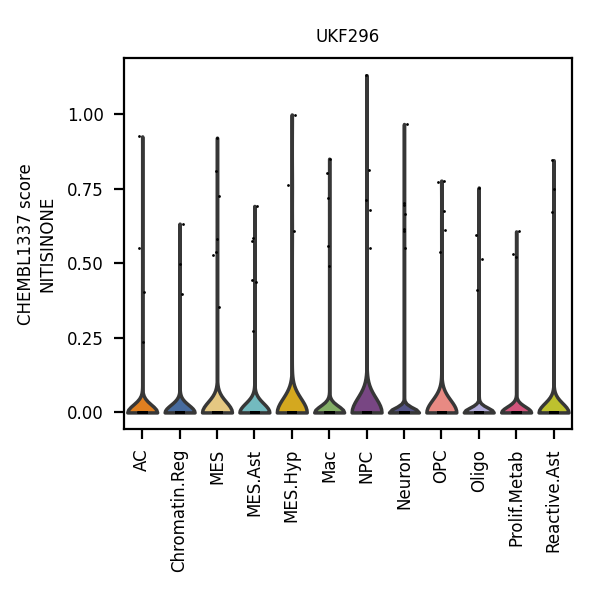 UKF296
CHEMBL1337 score
NITISINONE
1.00
0.75
0.50
0.25
0.00
AC
Chromatin.Reg
MES
MES.Ast
MES.Hyp
Mac
NPC
Neuron
OPC
Oligo
Prolif.Metab
Reactive.Ast